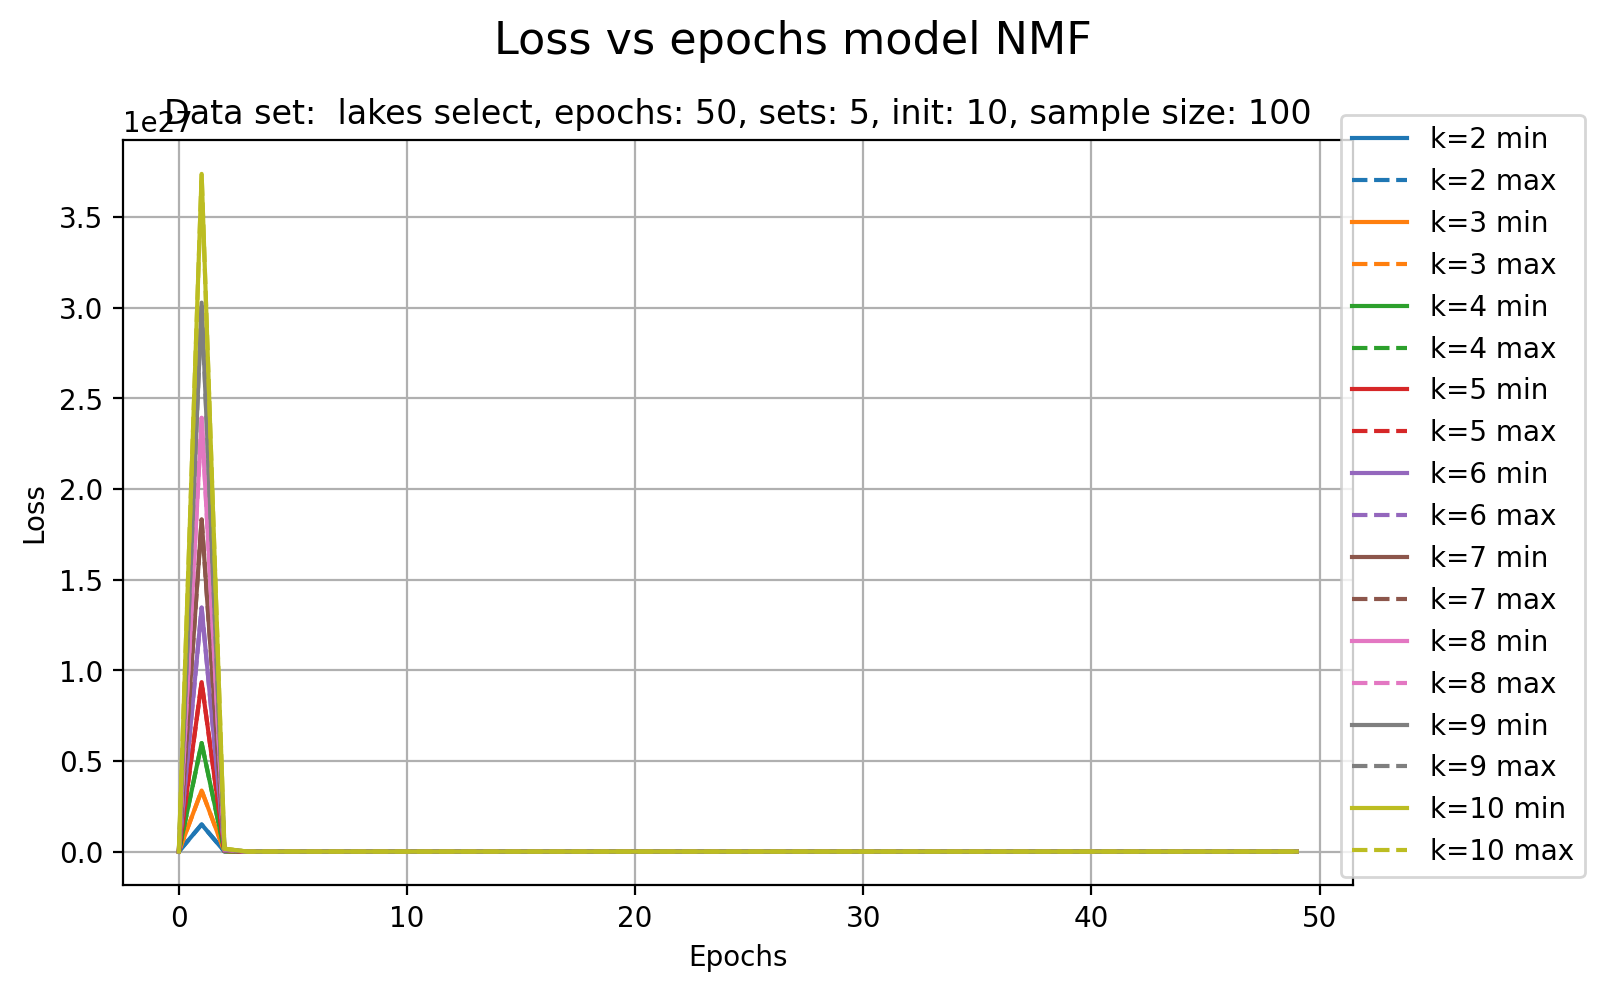 Loss vs epochs model NMF
Data set:  lakes select, epochs: 50, sets: 5, init: 10, sample size: 100
1e27
3.5
3.0
2.5
2.0
1.5
1.0
0.5
0.0
Loss
0 10 20 30 40 50
Epochs
k=2 min
k=2 max
k=3 min
k=3 max
k=4 min
k=4 max
k=5 min
k=5 max
k=6 min
k=6 max
k=7 min
k=7 max
k=8 min
k=8 max
k=9 min
k=9 max
k=10 min
k=10 max